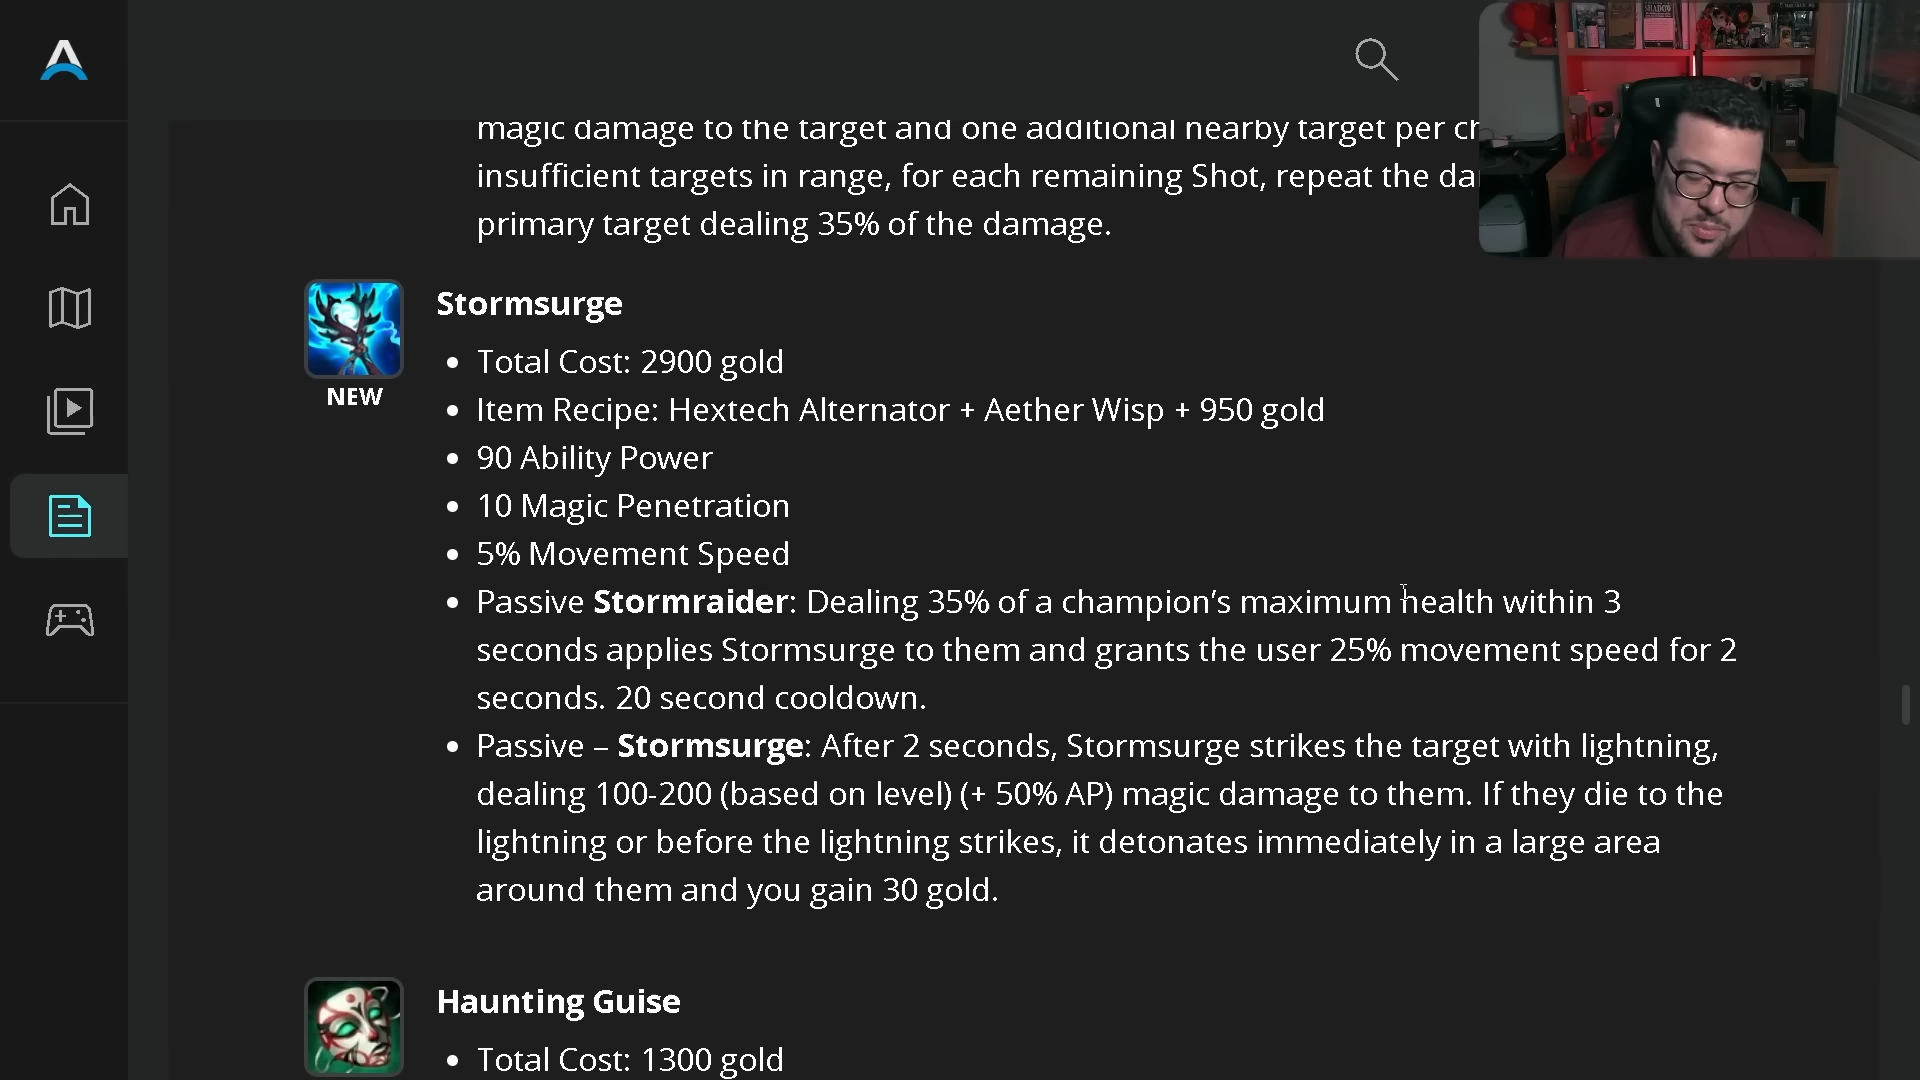 magic damage to the target and one additional nearby target per
insufficient targets in range, for each remaining Shot, repeat the
primary target dealing 35% of the damage.
Stormsurge
NEW
• Total Cost: 2900 gold
• Item Recipe: Hextech Alternator + Aether Wisp + 950 gold
• 90 Ability Power
• 10 Magic Penetration
• 5% Movement Speed
• Passive Stormraider: Dealing 35% of a champion’s maximum health within 3
seconds applies Stormsurge to them and grants the user 25% movement speed for 2
seconds. 20 second cooldown.
• Passive – Stormsurge: After 2 seconds, Stormsurge strikes the target with lightning,
dealing 100-200 (based on level) (+ 50% AP) magic damage to them. If they die to the
lightning or before the lightning strikes, it detonates immediately in a large area
around them and you gain 30 gold.
Haunting Guise
• Total Cost: 1300 gold
SHADOW